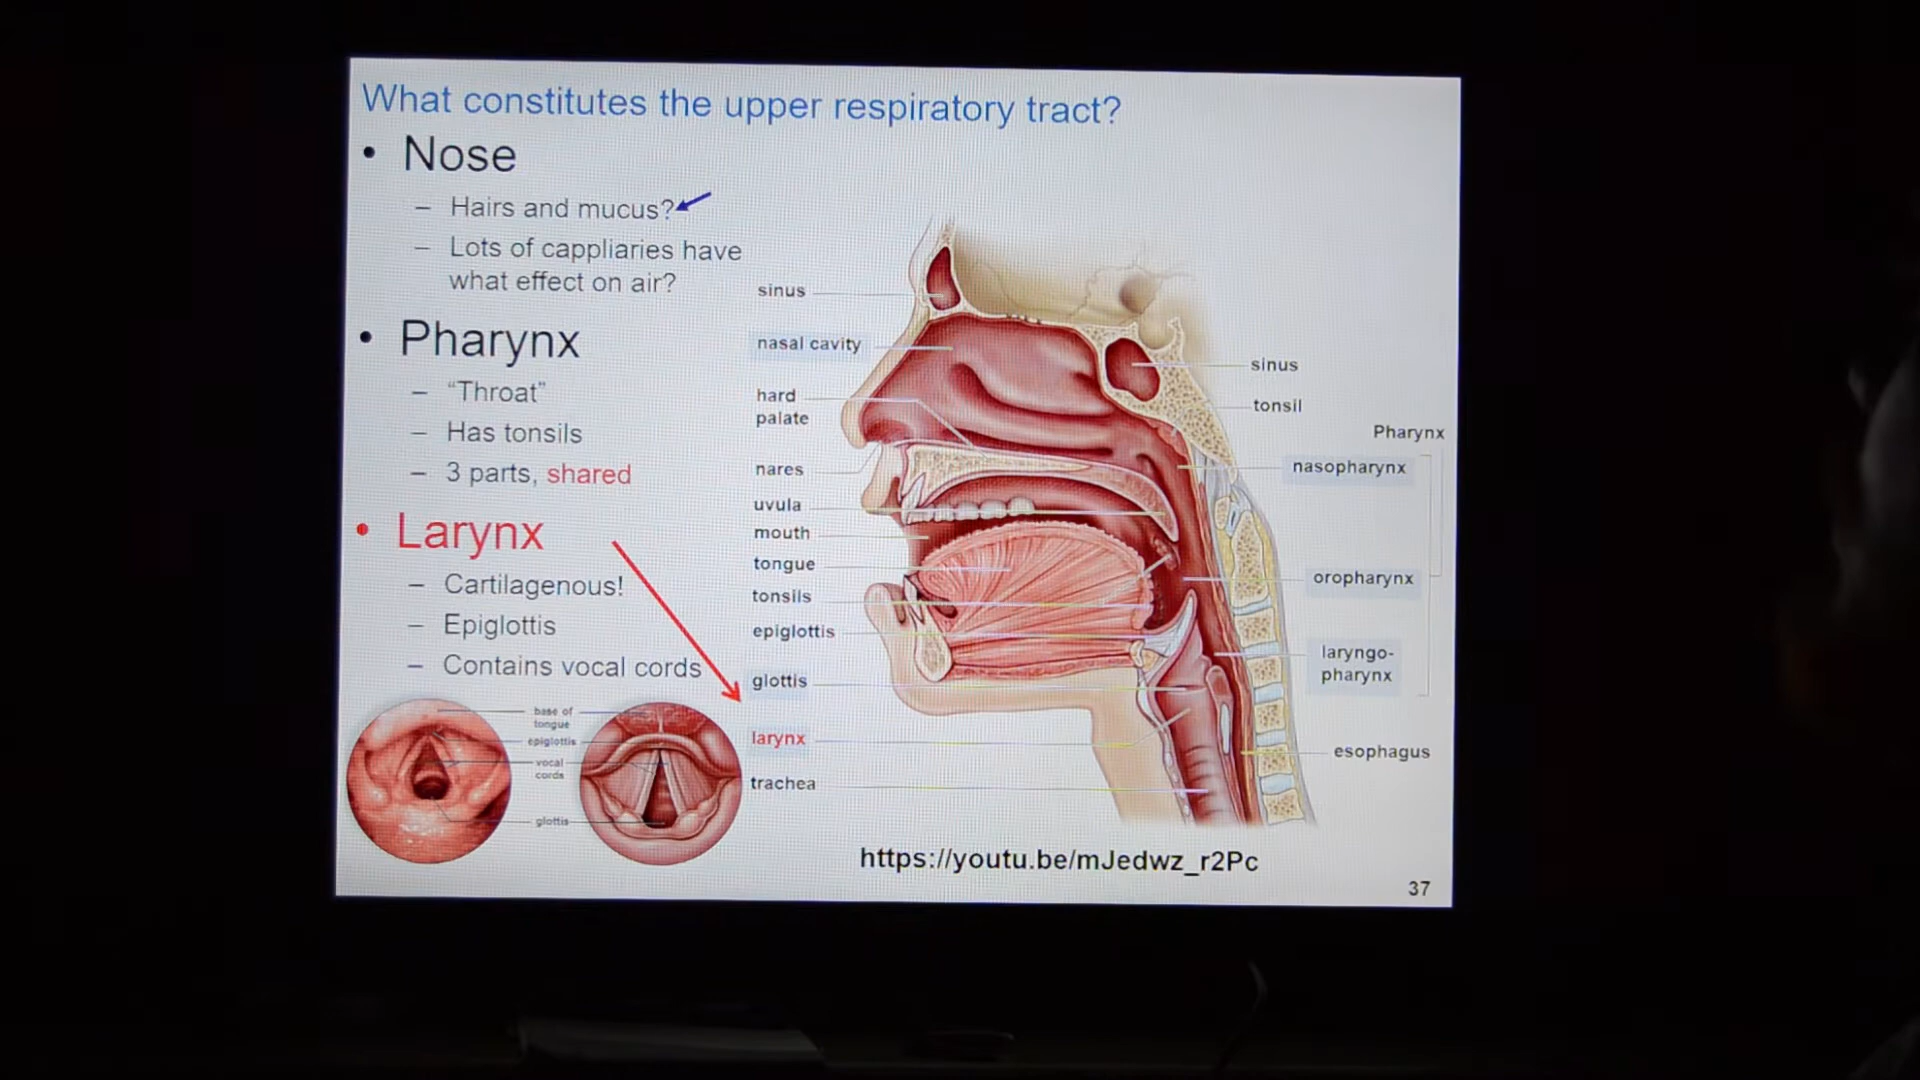 What constitutes the upper respiratory tract?
• Nose
– Hairs and mucus?
– Lots of cappliaries have
what effect on air?
• Pharynx
– “Throat”
– Has tonsils
– 3 parts, shared
• Larynx
– Cartilagenous!
– Epiglottis
– Contains vocal cords
base of
tongue
epiglottis
vocal
cords
glottis
sinus
nasal cavity
hard
palate
nares
uvula
mouth
tongue
tonsils
epiglottis
glottis
larynx
trachea
sinus
tonsil
Pharynx
nasopharynx
oropharynx
laryngo-
pharynx
esophagus
https://youtu.be/mJedwz_r2Pc
37